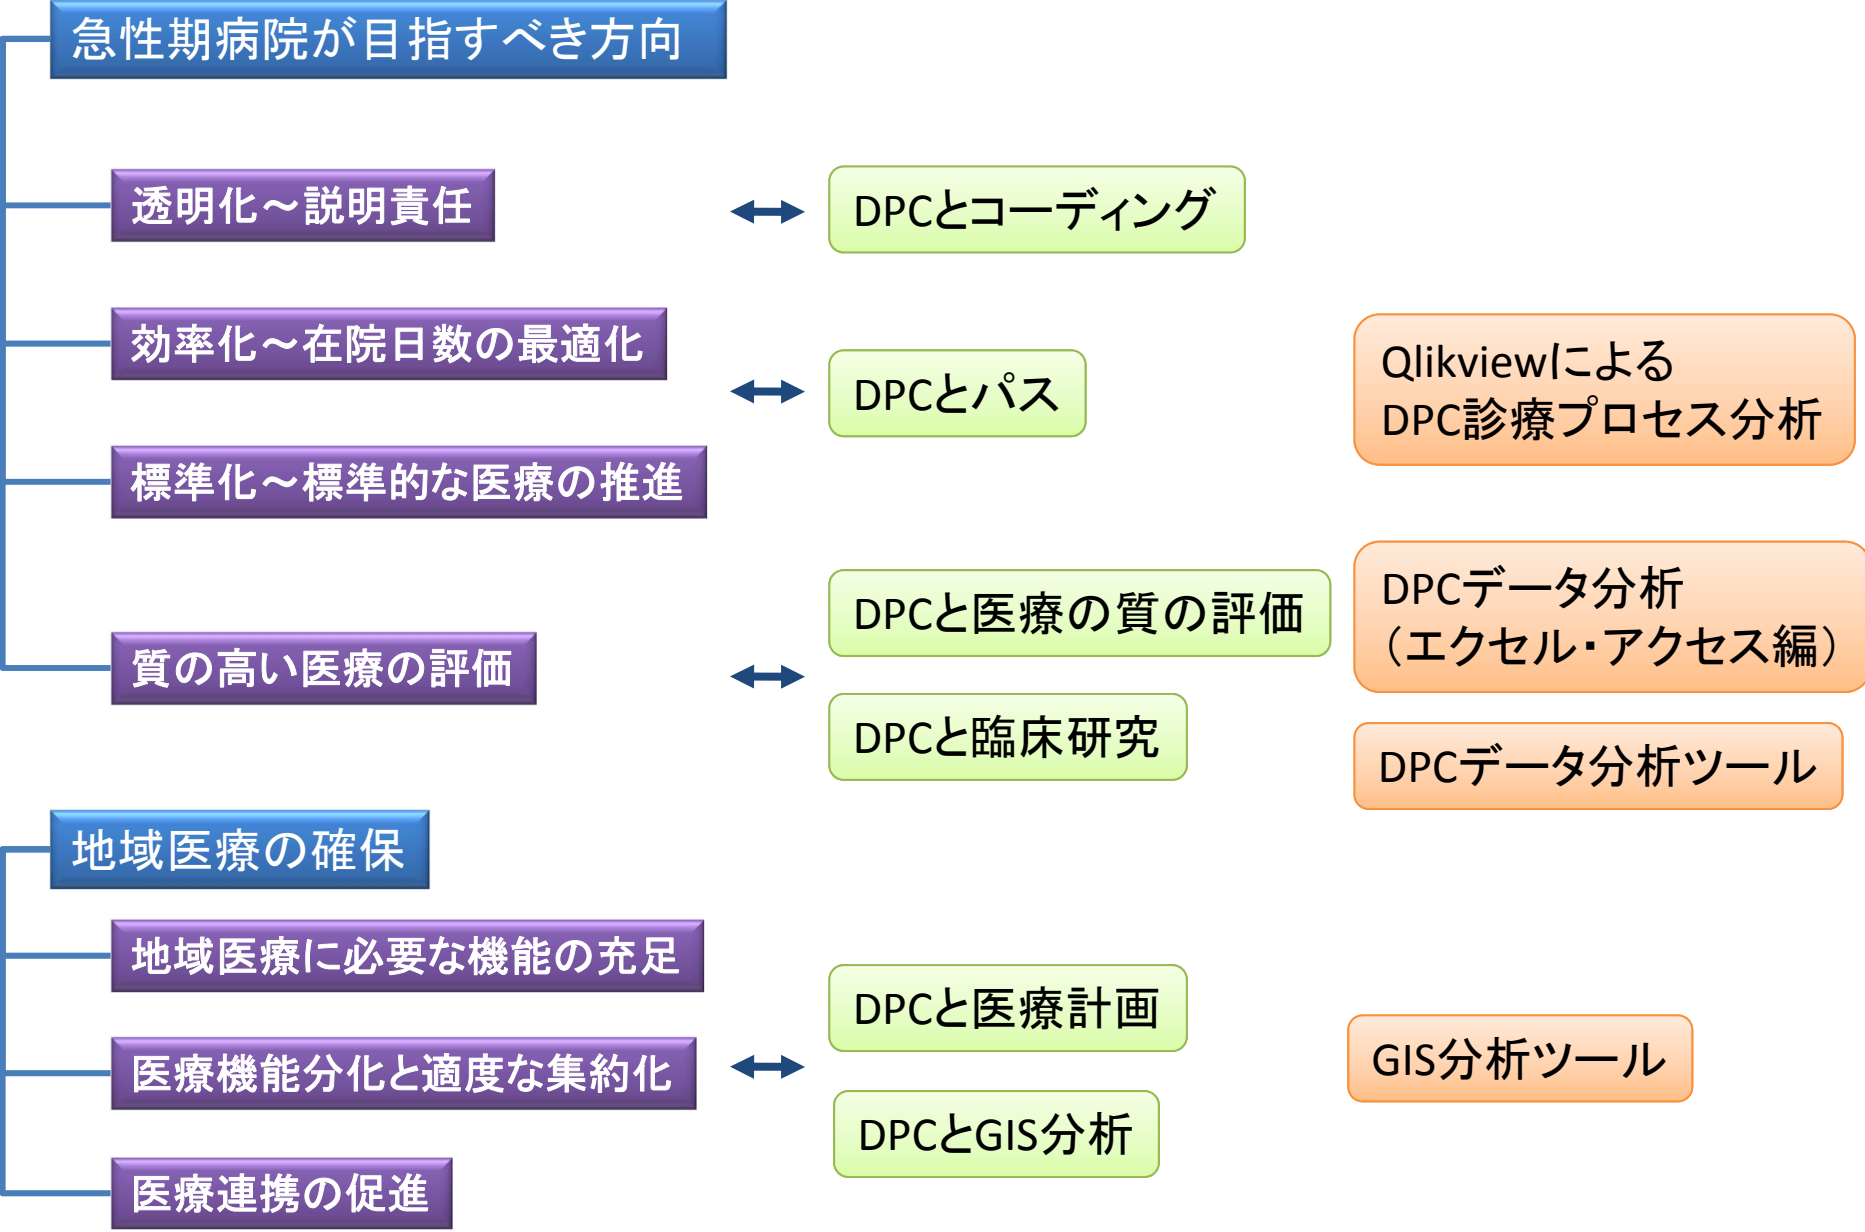 急性期病院が目指すべき方向
透明化～説明責任
DPCとコーディング
効率化～在院日数の最適化
DPCとパス
Qlikviewによる
DPC診療プロセス分析
標準化～標準的な医療の推進
DPCと医療の質の評価
DPCデータ分析
（エクセル・アクセス編）
質の高い医療の評価
DPCと臨床研究
DPCデータ分析ツール
地域医療の確保
地域医療に必要な機能の充足
DPCと医療計画
医療機能分化と適度な集約化
GIS分析ツール
DPCとGIS分析
医療連携の促進